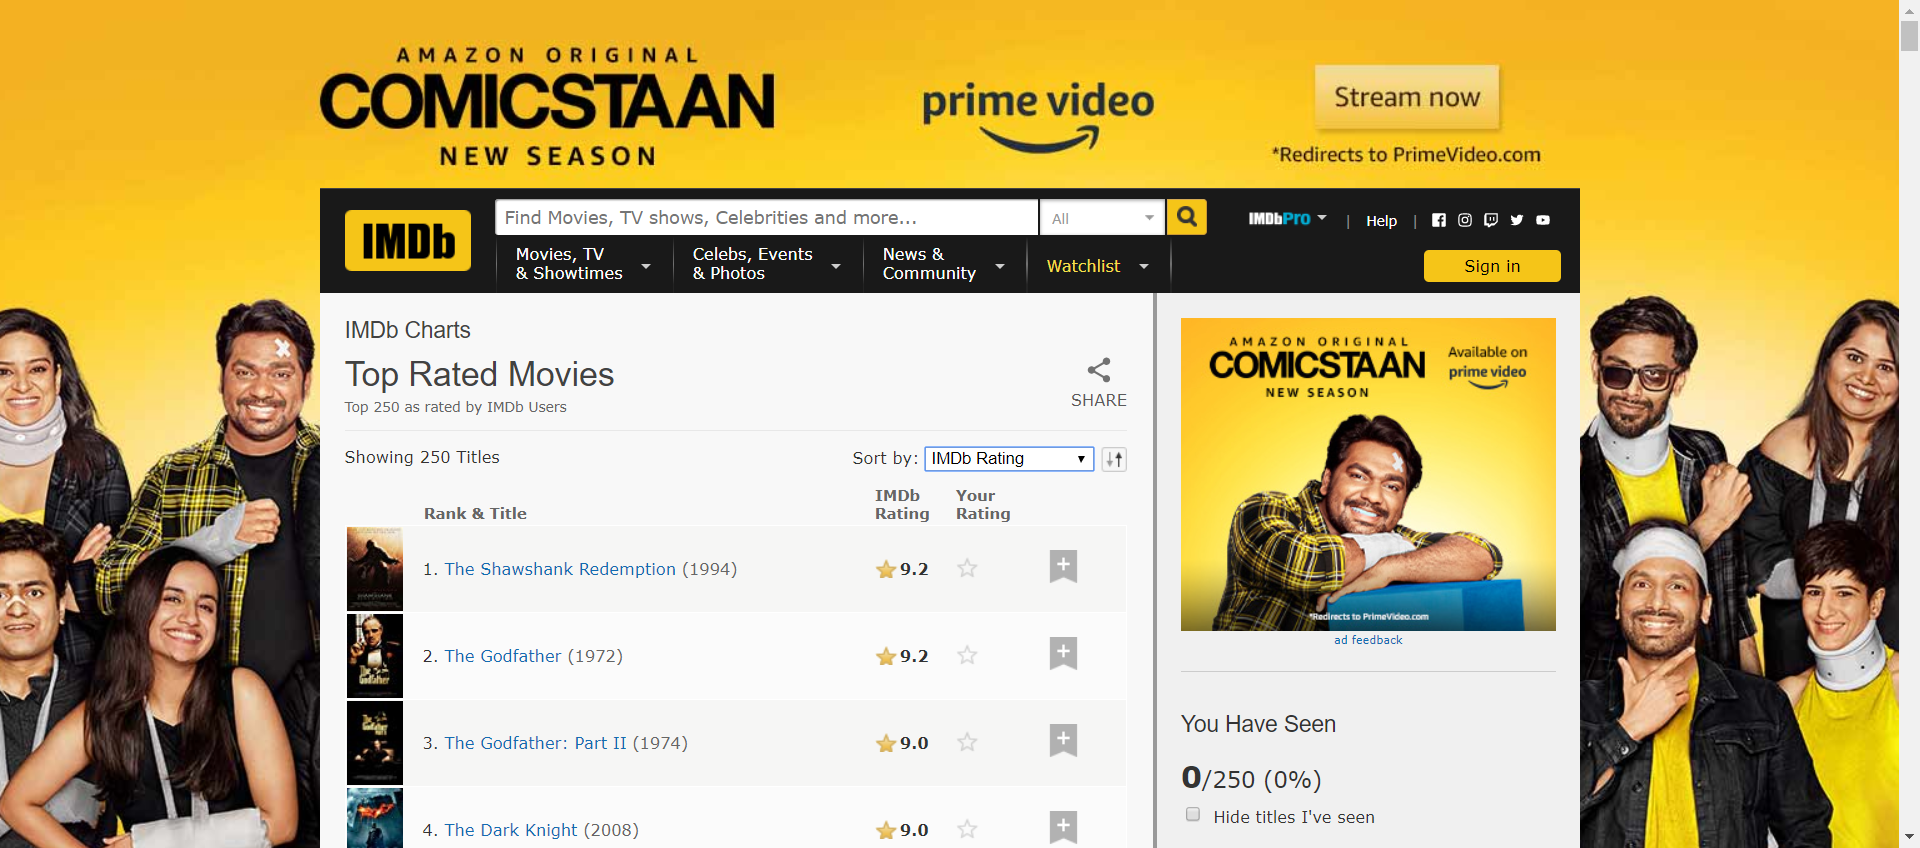 AMAZON ORIGINAL
COMICSTAAN
NEW SEASON
prime video
Stream now
*Redirects to PrimeVideo.com
IMDb
Find Movies, TV shows, Celebrities and more...
All
IMDbPro
|
Help
|
Movies, TV
& Showtimes
Celebs, Events
& Photos
News &
Community
Watchlist
Sign in
IMDb Charts
Top Rated Movies
Top 250 as rated by IMDb Users
SHARE
Showing 250 Titles
Sort by: IMDb Rating
Rank & Title
IMDb
Rating
Your
Rating
1. The Shawshank Redemption (1994) 9.2
2. The Godfather (1972) 9.2
3. The Godfather: Part II (1974) 9.0
4. The Dark Knight (2008) 9.0
AMAZON ORIGINAL
COMICSTAAN
NEW SEASON
Available on
prime video
*Redirects to PrimeVideo.com
ad feedback
You Have Seen
0/250 (0%)
Hide titles I've seen